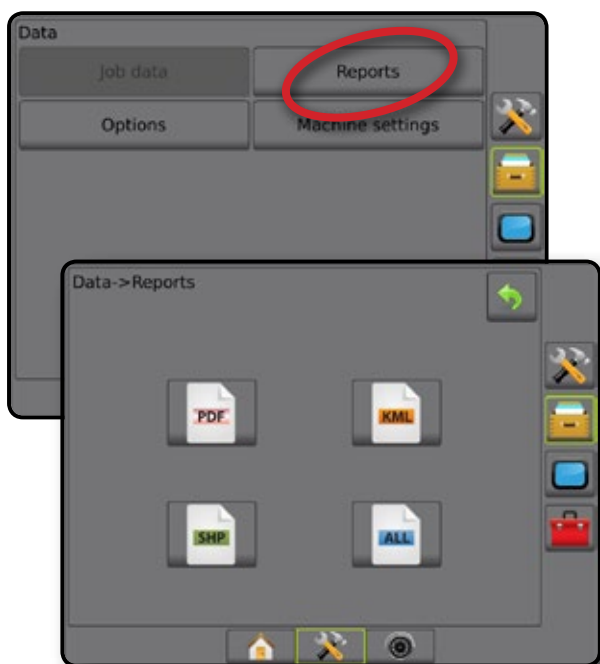 Data
Job data Reports
Options Machine settings
Data->Reports
PDF KML
SHP ALL